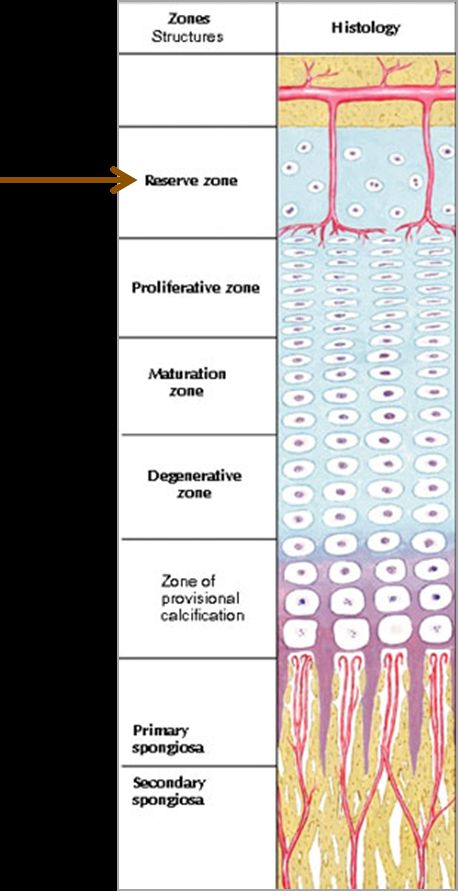 Zones
Structures
Histology
Reserve zone
Proliferative zone
Maturation
zone
Degenerative
zone
Zone of
provisional
calcification
Primary
spongiosa
Secondary
spongiosa